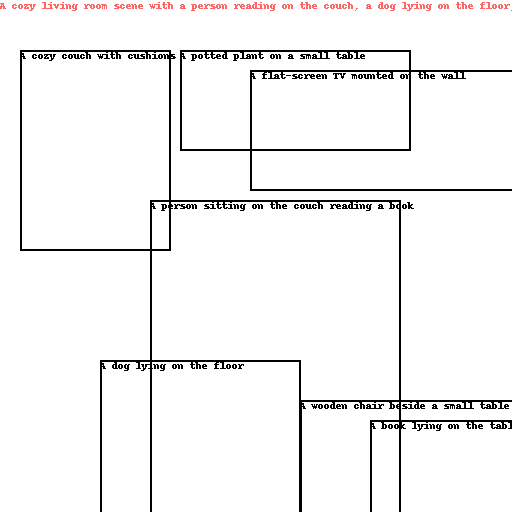 A cozy living room scene with a person reading on the couch, a dog lying on the floor,
A cozy couch with cushions
A potted plant on a small table
A flat-screen TV mounted on the wall
A person sitting on the couch reading a book
A dog lying on the floor
A wooden chair beside a small table
A book lying on the tabl